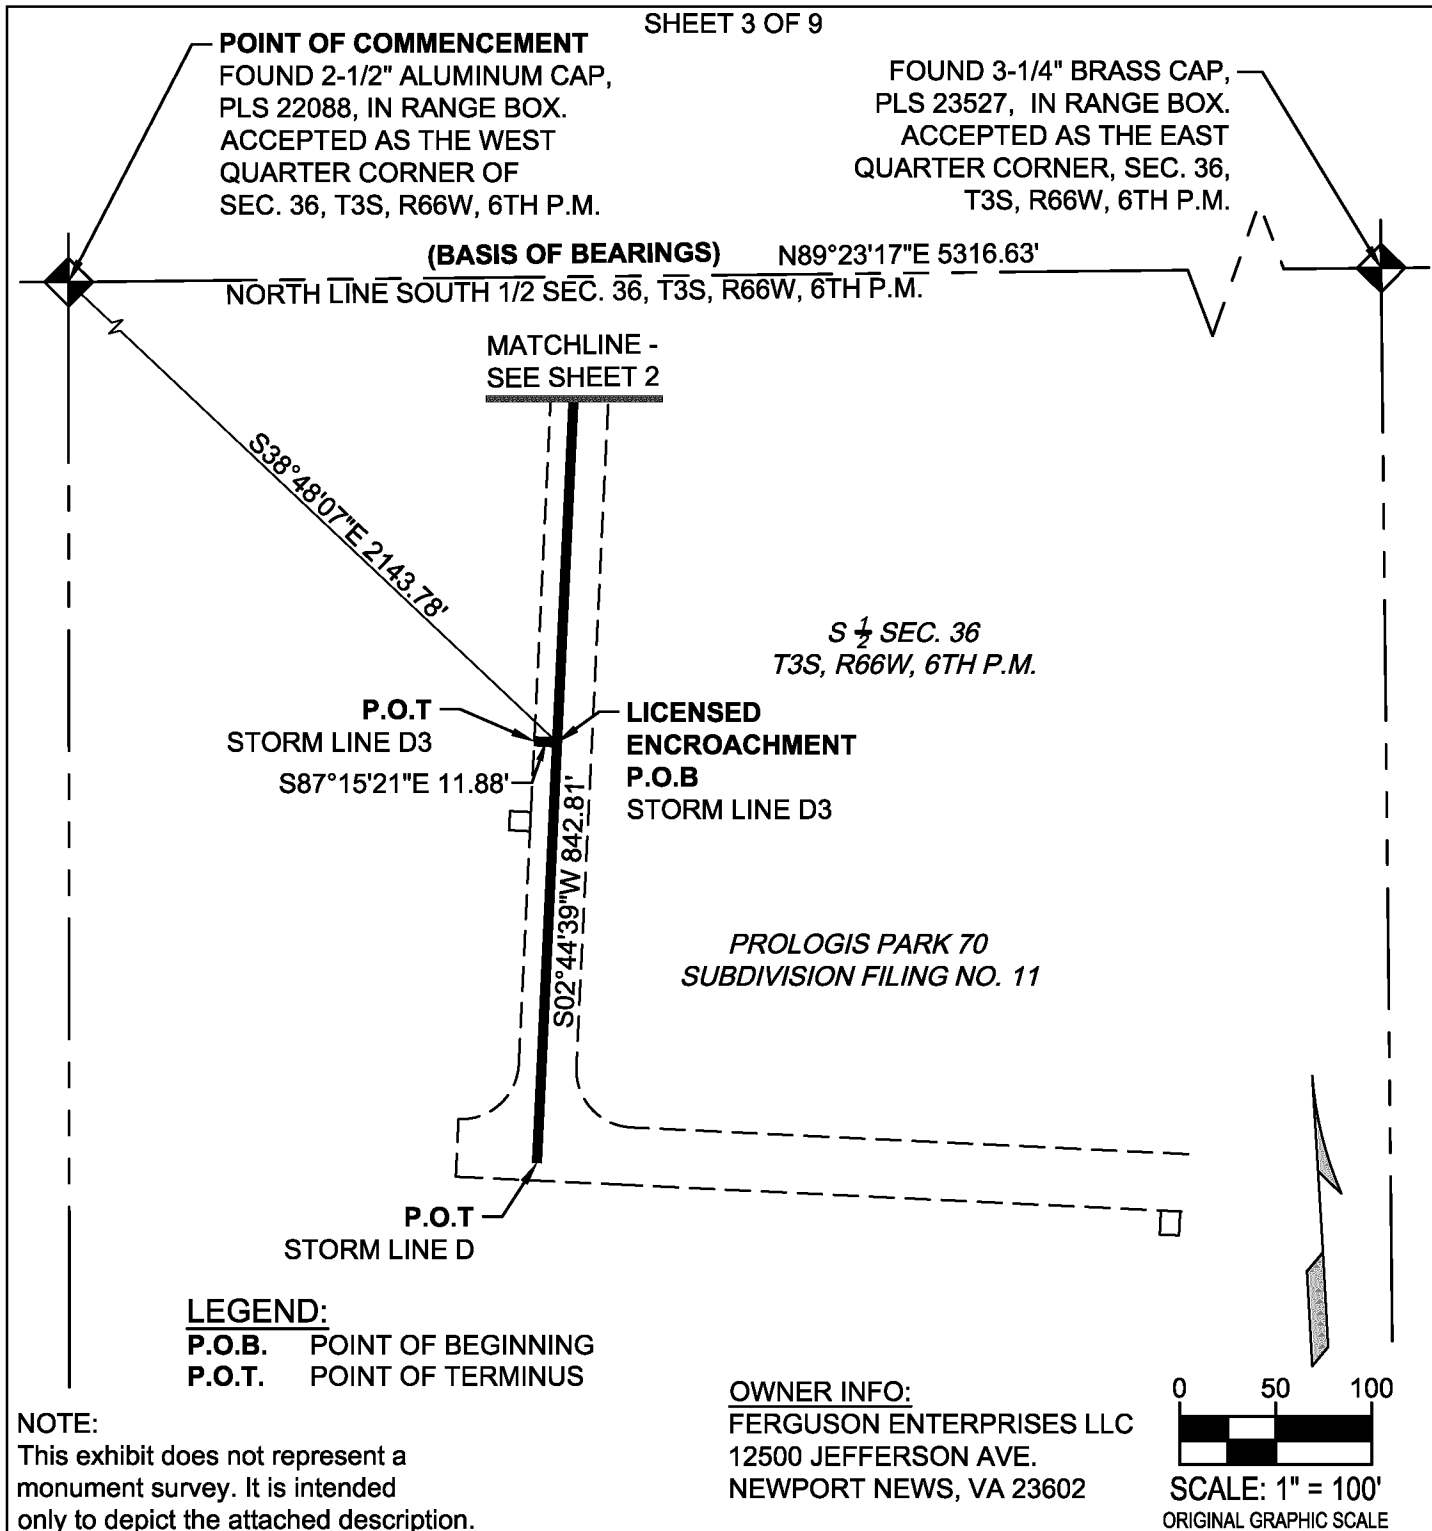 SHEET 3 OF 9
POINT OF COMMENCEMENT
FOUND 2-1/2" ALUMINUM CAP,
PLS 22088, IN RANGE BOX.
ACCEPTED AS THE WEST
QUARTER CORNER OF
SEC. 36, T3S, R66W, 6TH P.M.
FOUND 3-1/4" BRASS CAP,
PLS 23527, IN RANGE BOX.
ACCEPTED AS THE EAST
QUARTER CORNER, SEC. 36,
T3S, R66W, 6TH P.M.
(BASIS OF BEARINGS) N89°23'17"E 5316.63'
NORTH LINE SOUTH 1/2 SEC. 36, T3S, R66W, 6TH P.M.
MATCHLINE -
SEE SHEET 2
S38°48'07"E 2143.78'
S 1/2 SEC. 36
T3S, R66W, 6TH P.M.
P.O.T
STORM LINE D3
S87°15'21"E 11.88'
LICENSED
ENCROACHMENT
P.O.B
STORM LINE D3
S02°44'39"W 842.81'
PROLOGIS PARK 70
SUBDIVISION FILING NO. 11
P.O.T
STORM LINE D
LEGEND:
P.O.B. POINT OF BEGINNING
P.O.T. POINT OF TERMINUS
NOTE:
This exhibit does not represent a
monument survey. It is intended
only to depict the attached description.
OWNER INFO:
FERGUSON ENTERPRISES LLC
12500 JEFFERSON AVE.
NEWPORT NEWS, VA 23602
0 50 100
SCALE: 1" = 100'
ORIGINAL GRAPHIC SCALE